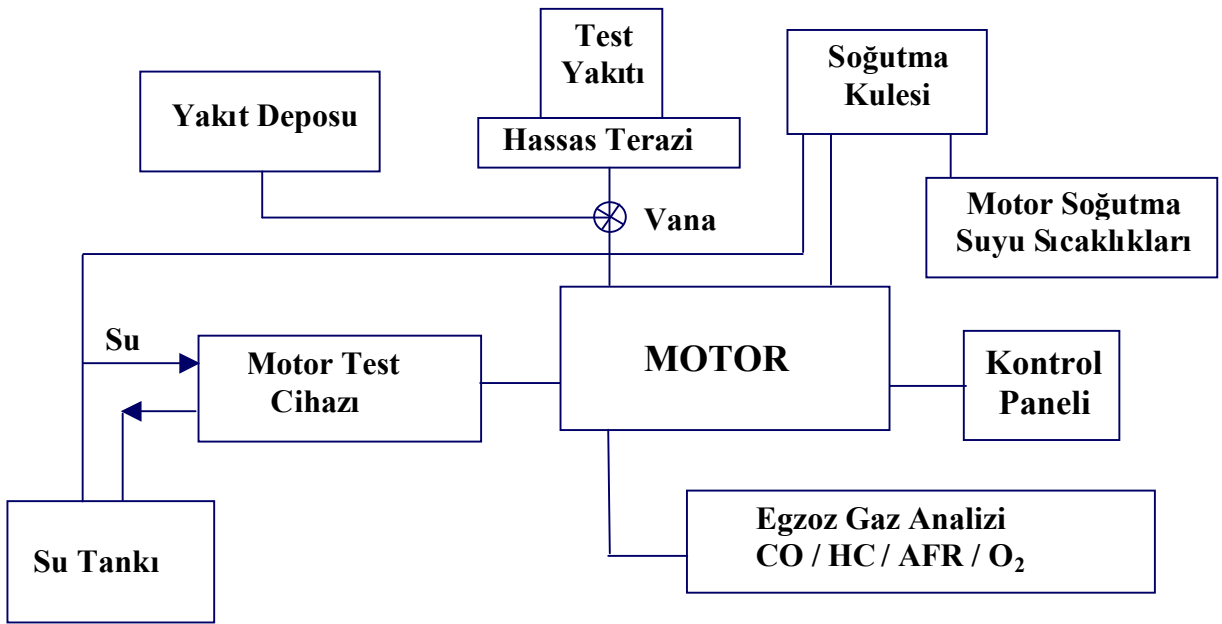 Test
Yakıtı
Soğutma
Kulesi
Yakıt Deposu
Hassas Terazi
Vana
Motor Soğutma
Suyu Sıcaklıkları
Su
Motor Test
Cihazı
MOTOR
Kontrol
Paneli
Su Tankı
Egzoz Gaz Analizi
CO / HC / AFR / O₂